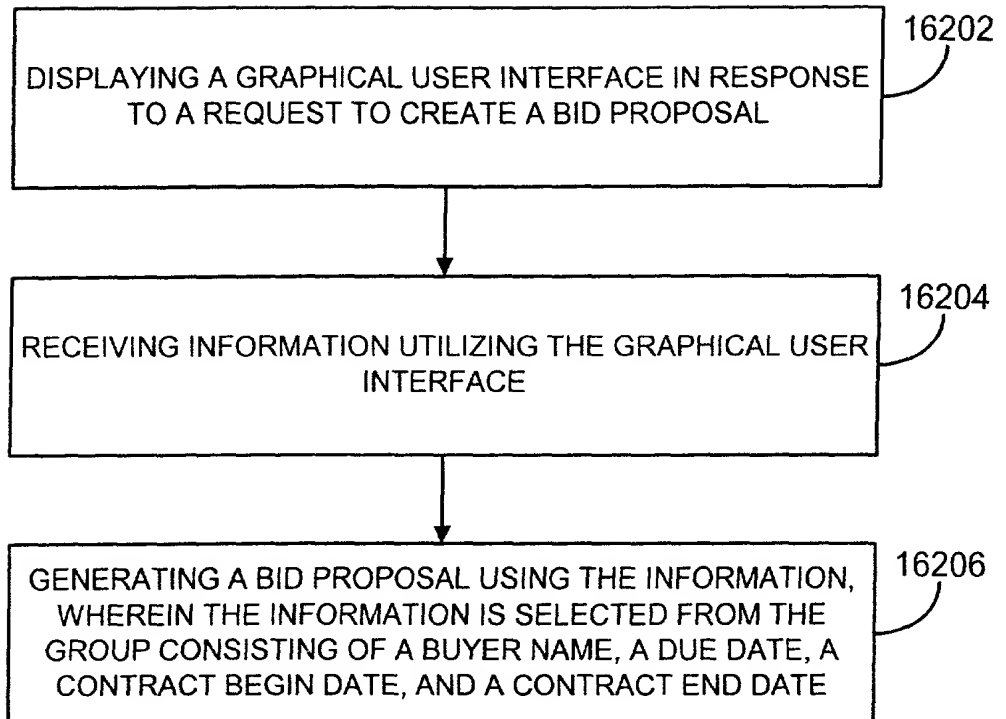 16202
DISPLAYING A GRAPHICAL USER INTERFACE IN RESPONSE
TO A REQUEST TO CREATE A BID PROPOSAL
16204
RECEIVING INFORMATION UTILIZING THE GRAPHICAL USER
INTERFACE
16206
GENERATING A BID PROPOSAL USING THE INFORMATION,
WHEREIN THE INFORMATION IS SELECTED FROM THE
GROUP CONSISTING OF A BUYER NAME, A DUE DATE, A
CONTRACT BEGIN DATE, AND A CONTRACT END DATE